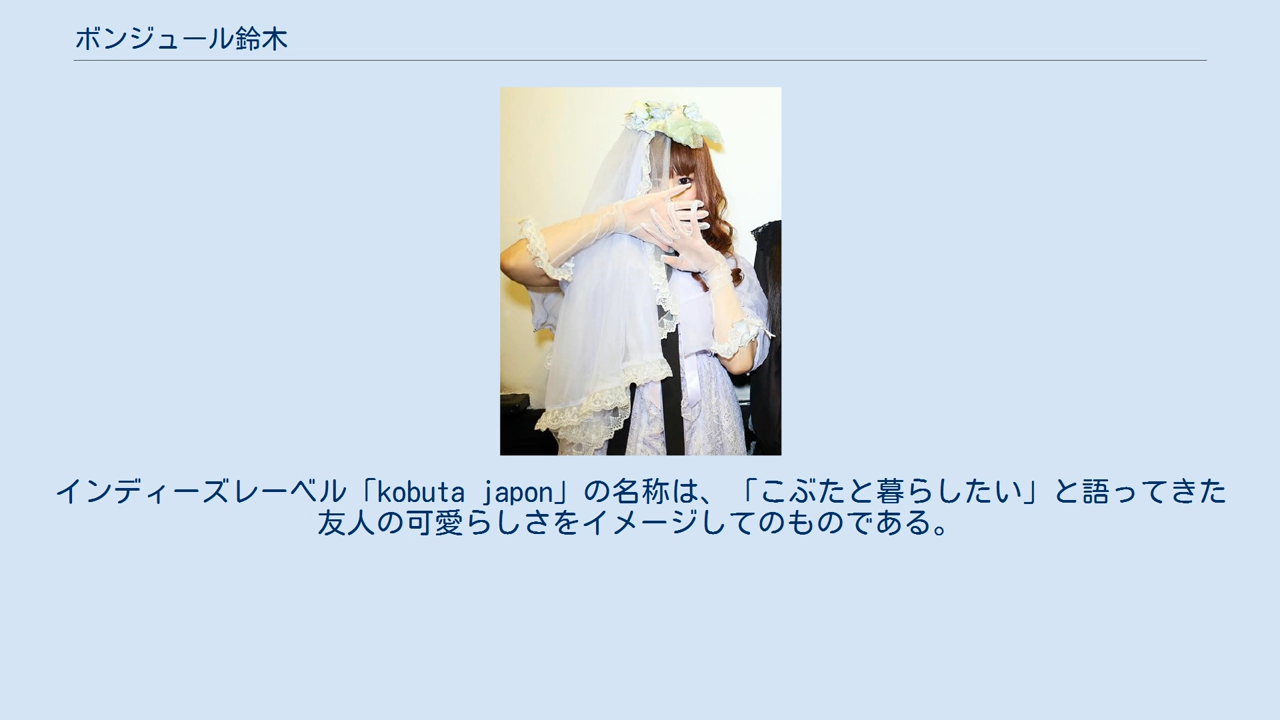 ボンジュール鈴木
インディーズレーベル「kobuta japon」の名称は、「こぶたと暮らしたい」と語ってきた
友人の可愛らしさをイメージしてのものである。